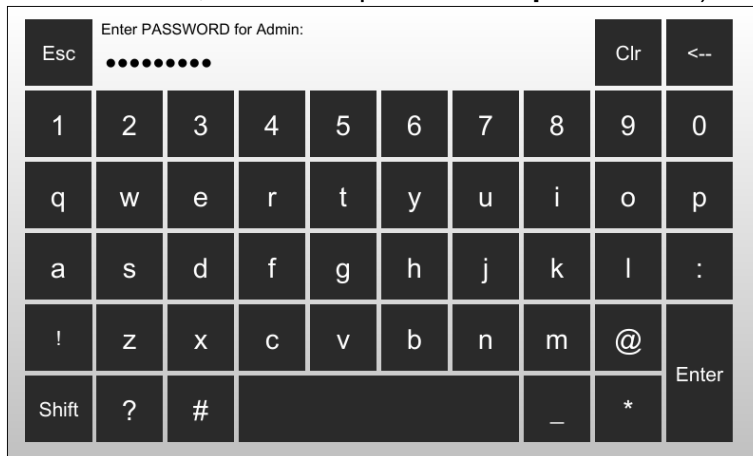 Enter PASSWORD for Admin:
Esc ●●●●●●●●● Clr <--
1 2 3 4 5 6 7 8 9 0
q w e r t y u i o p
a s d f g h j k l :
! z x c v b n m @
Enter
Shift ? # _ *